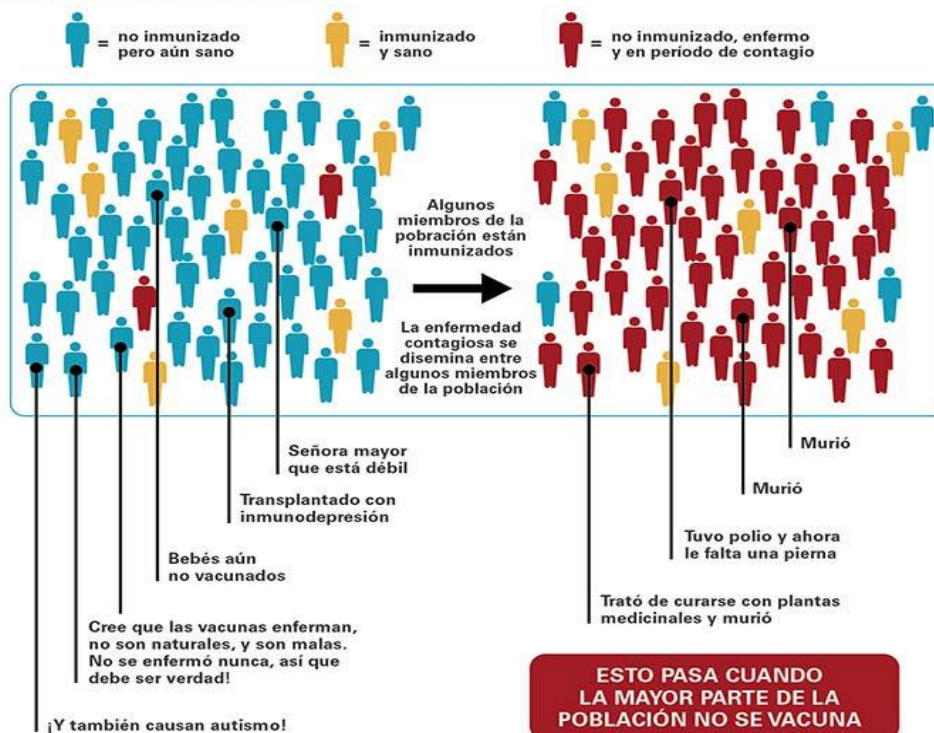 = no inmunizado
pero aún sano
= inmunizado
y sano
= no inmunizado, enfermo
y en período de contagio
Algunos
miembros de la
pobración están
inmunizados
La enfermedad
contagiosa se
disemina entre
algunos miembros
de la población
Señora mayor
que está débil
Transplantado con
inmunodepresión
Bebés aún
no vacunados
Cree que las vacunas enferman,
no son naturales, y son malas.
No se enfermó nunca, así que
debe ser verdad!
¡Y también causan autismo!
Murió
Murió
Tuvo polio y ahora
le falta una pierna
Trató de curarse con plantas
medicinales y murió
ESTO PASA CUANDO
LA MAYOR PARTE DE LA
POBLACIÓN NO SE VACUNA